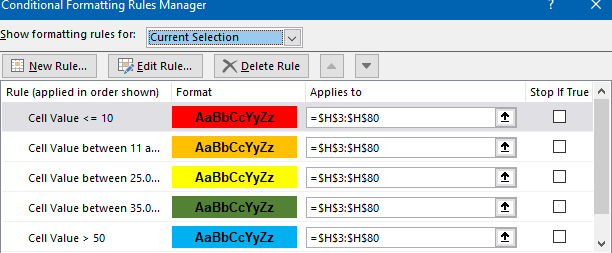 Conditional Formatting Rules Manager
Show formatting rules for: Current Selection
New Rule... Edit Rule... Delete Rule
Rule (applied in order shown) Format Applies to Stop If True
Cell Value <= 10 AaBbCcYyZz =$H$3:$H$80
Cell Value between 11 a... AaBbCcYyZz =$H$3:$H$80
Cell Value between 25.0... AaBbCcYyZz =$H$3:$H$80
Cell Value between 35.0... AaBbCcYyZz =$H$3:$H$80
Cell Value > 50 AaBbCcYyZz =$H$3:$H$80